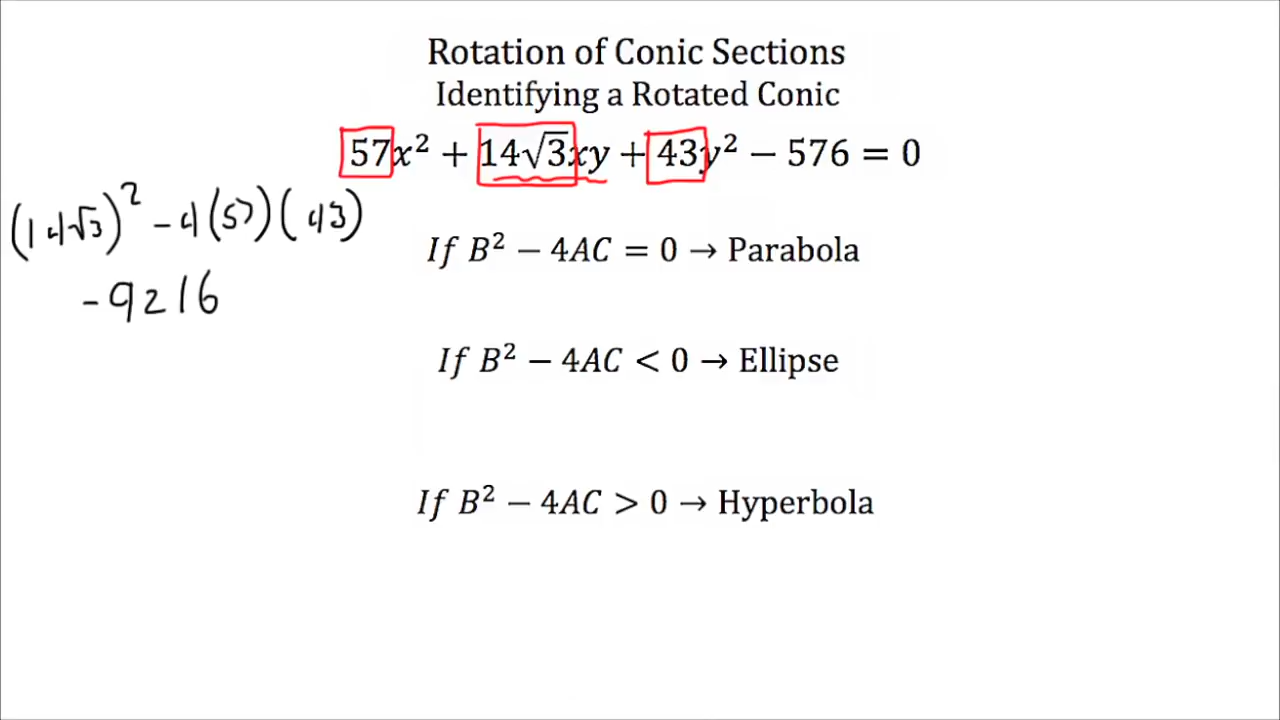 Rotation of Conic Sections
Identifying a Rotated Conic
57x² + 14√3xy + 43y² − 576 = 0
(14√3)² − 4(57)(43)
−9216
If B² − 4AC = 0 → Parabola
If B² − 4AC < 0 → Ellipse
If B² − 4AC > 0 → Hyperbola